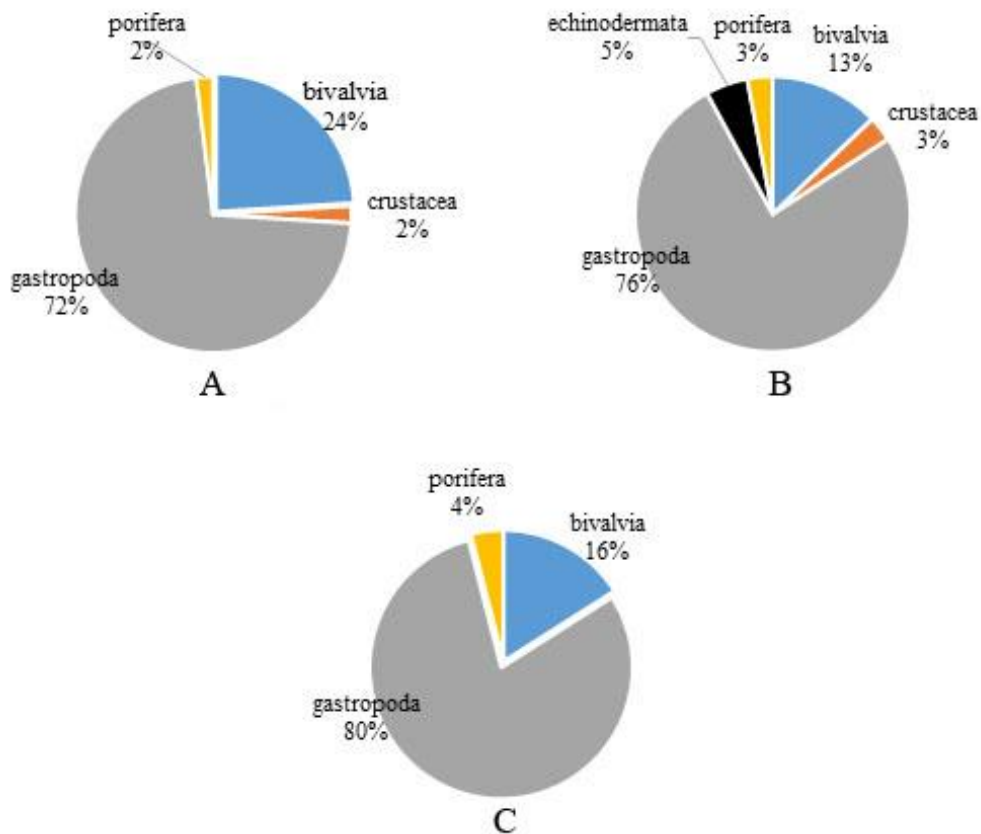 porifera
2%
bivalvia
24%
crustacea
2%
gastropoda
72%
A
echinodermata
5%
porifera
3%
bivalvia
13%
crustacea
3%
gastropoda
76%
B
porifera
4%
bivalvia
16%
gastropoda
80%
C